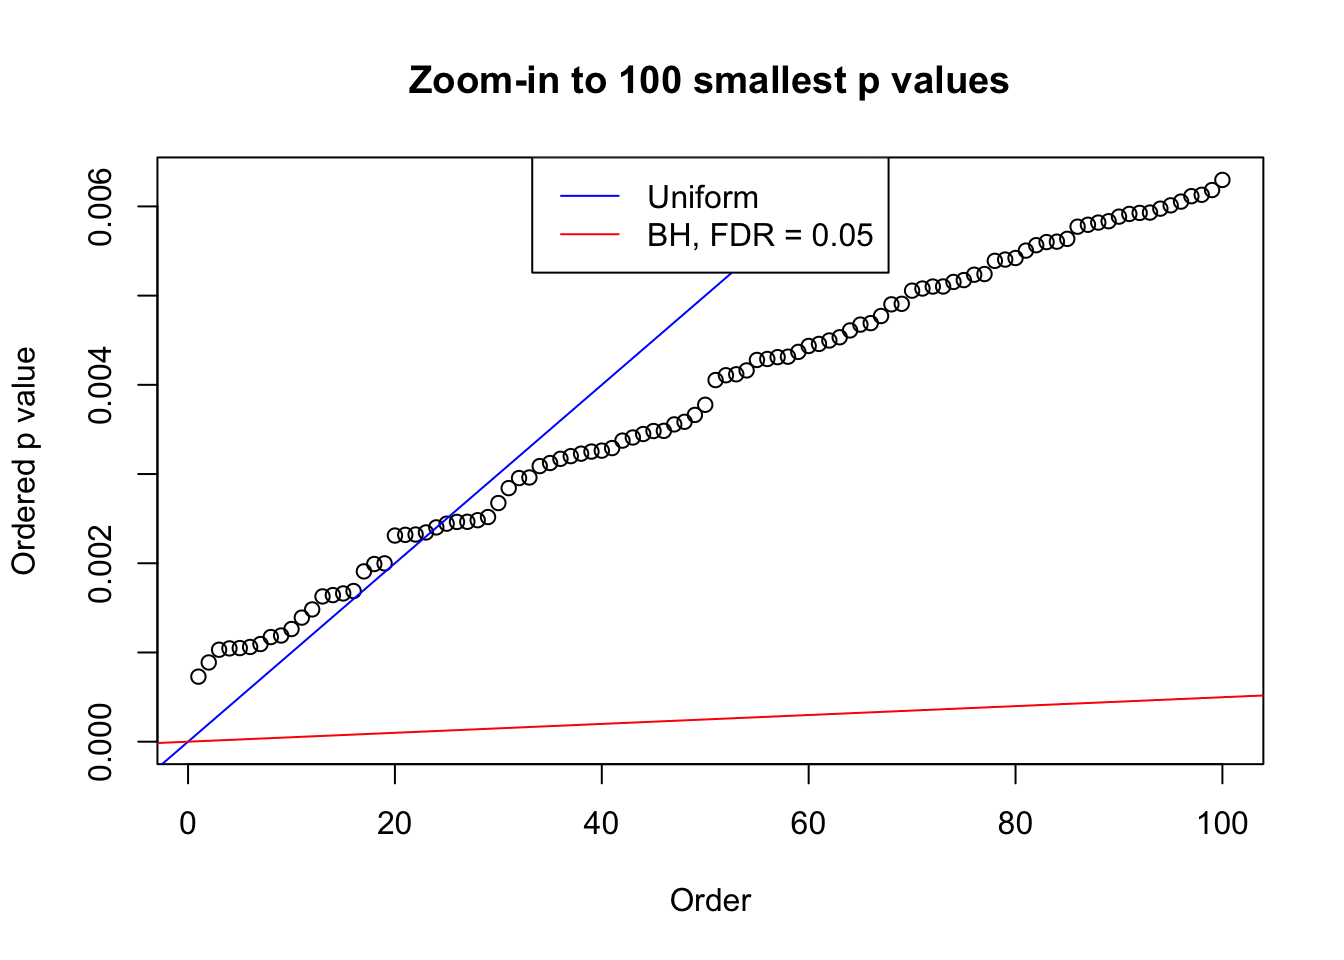 Zoom-in to 100 smallest p values
Uniform
BH, FDR = 0.05
Ordered p value
0.006
0.004
0.002
0.000
0 20 40 60 80 100
Order